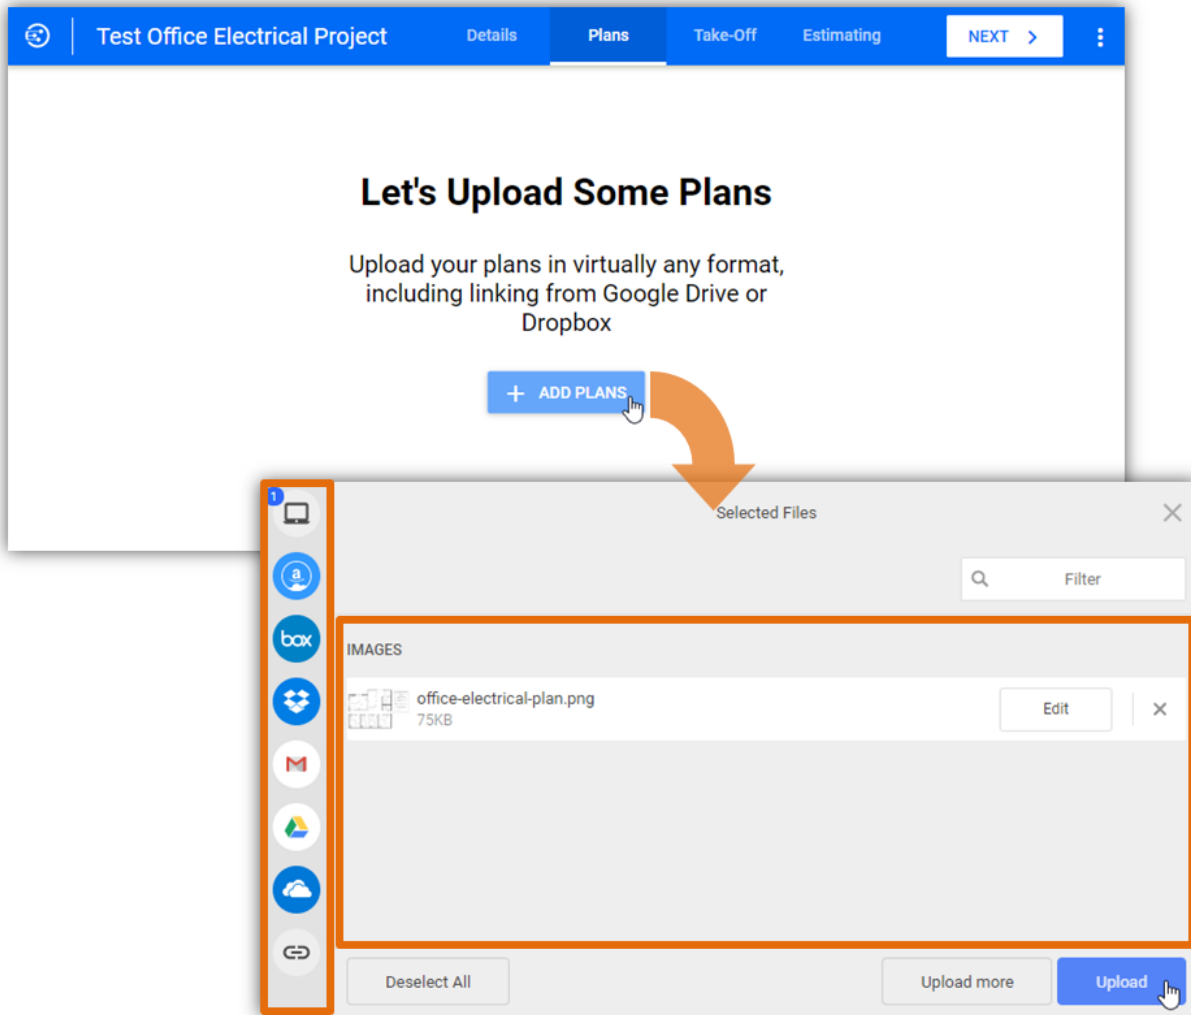 Test Office Electrical Project
Details
Plans
Take-Off
Estimating
NEXT
Let's Upload Some Plans
Upload your plans in virtually any format,
including linking from Google Drive or
Dropbox
+ ADD PLANS
1
Selected Files
a
Filter
box
IMAGES
office-electrical-plan.png
75KB
Edit
Deselect All
Upload more
Upload